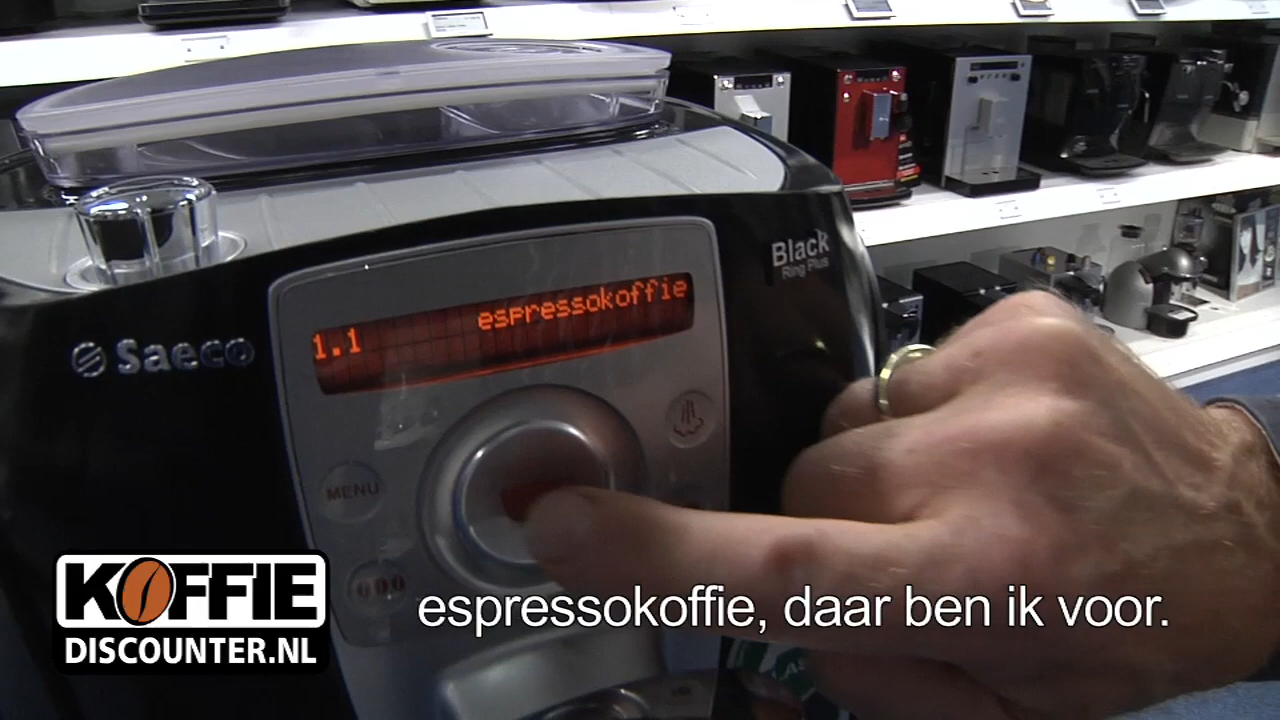 Black
Ring Plus
1.1 espressokoffie
Saeco
MENU
espressokoffie, daar ben ik voor.
KOFFIE
DISCOUNTER.NL